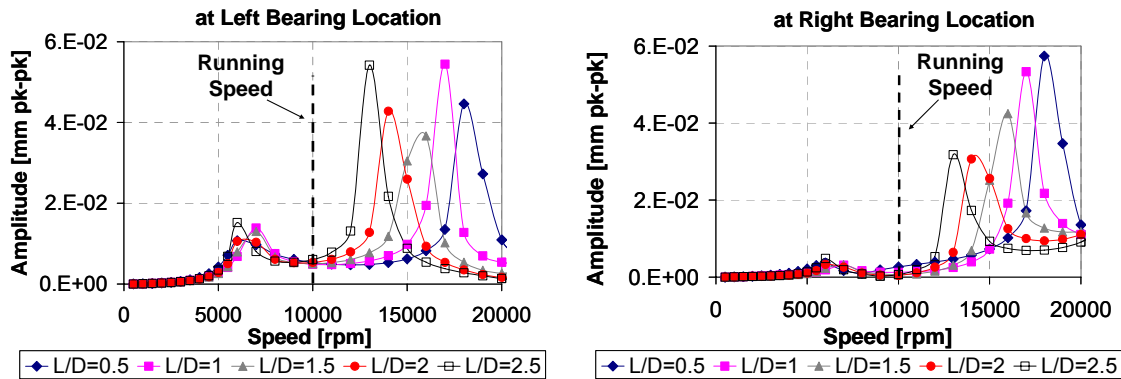 at Left Bearing Location
6.E-02
4.E-02
2.E-02
0.E+00
Amplitude [mm pk-pk]
Running
Speed
0 5000 10000 15000 20000
Speed [rpm]
L/D=0.5 L/D=1 L/D=1.5 L/D=2 L/D=2.5
at Right Bearing Location
6.E-02
4.E-02
2.E-02
0.E+00
Amplitude [mm pk-pk]
Running
Speed
0 5000 10000 15000 20000
Speed [rpm]
L/D=0.5 L/D=1 L/D=1.5 L/D=2 L/D=2.5